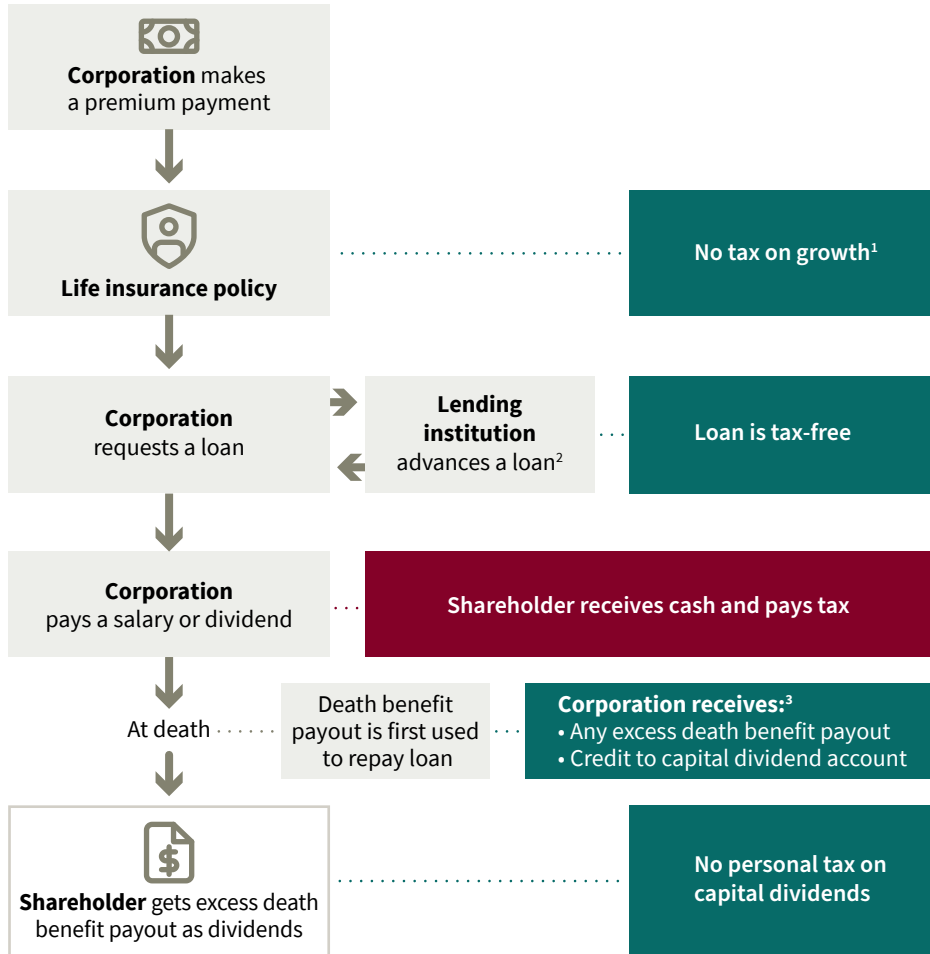 Corporation makes
a premium payment
Life insurance policy
No tax on growth¹
Corporation
requests a loan
Lending
institution
advances a loan²
Loan is tax-free
Corporation
pays a salary or dividend
Shareholder receives cash and pays tax
At death
Death benefit
payout is first used
to repay loan
Corporation receives:³
• Any excess death benefit payout
• Credit to capital dividend account
Shareholder gets excess death
benefit payout as dividends
No personal tax on
capital dividends